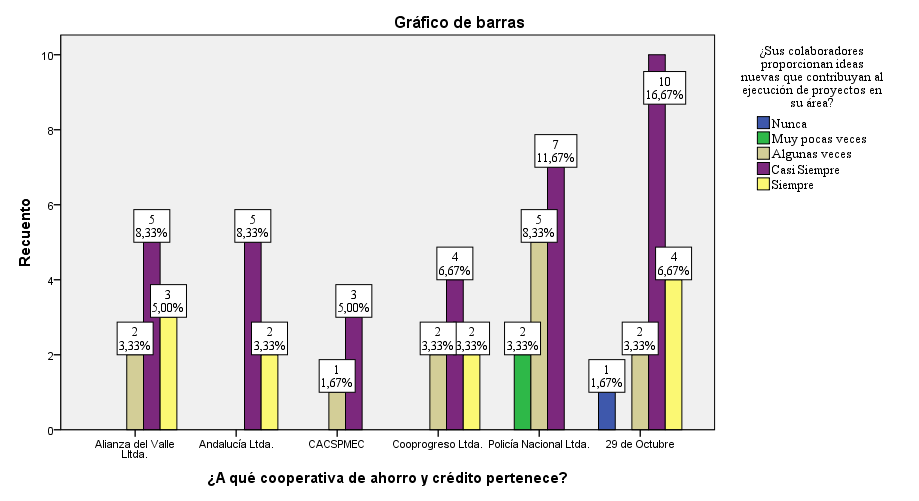 Gráfico de barras
Recuento
10
8
6
4
2
0
2
3,33%
5
8,33%
3
5,00%
5
8,33%
2
3,33%
1
1,67%
3
5,00%
2
3,33%
4
6,67%
2
3,33%
2
3,33%
5
8,33%
7
11,67%
1
1,67%
2
3,33%
10
16,67%
4
6,67%
Alianza del Valle
Lltda.
Andalucía Ltda.
CACSPMEC
Cooprogreso Ltda.
Policía Nacional Ltda.
29 de Octubre
¿A qué cooperativa de ahorro y crédito pertenece?
¿Sus colaboradores
proporcionan ideas
nuevas que contribuyan al
ejecución de proyectos en
su área?
Nunca
Muy pocas veces
Algunas veces
Casi Siempre
Siempre